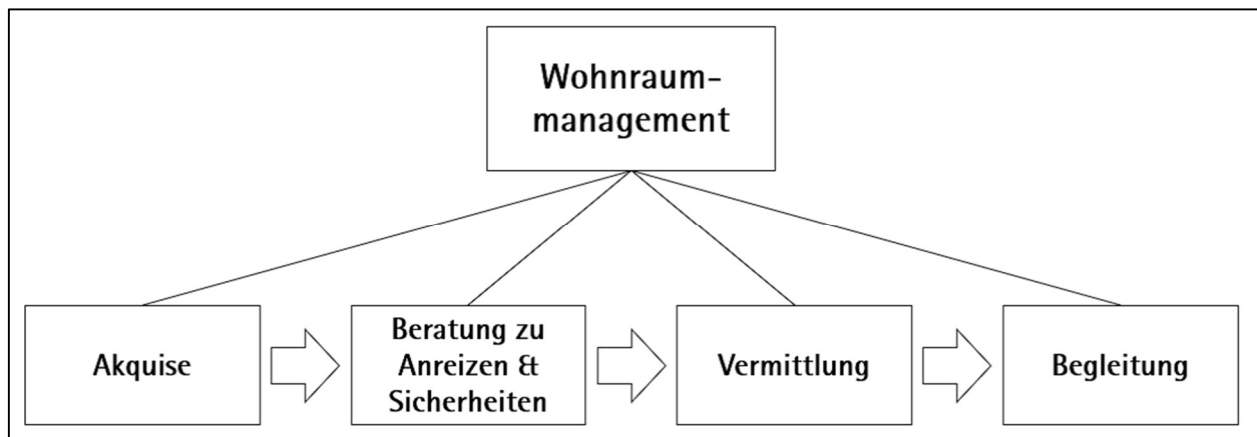 Wohnraum-
management
Akquise
Beratung zu
Anreizen &
Sicherheiten
Vermittlung
Begleitung